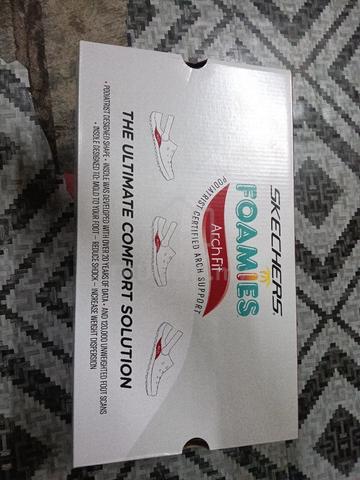 SKECHERS
FOAMIES
ArchFit
PODIATRIST CERTIFIED ARCH SUPPORT
THE ULTIMATE COMFORT SOLUTION
• PODIATRIST DESIGNED SHAPE • INSOLE WAS DEVELOPED WITH OVER 20 YEARS OF DATA • AND 120,000 UNWEIGHTED FOOT SCANS
• INSOLE DESIGNED TO: MOLD TO YOUR FOOT – REDUCE SHOCK – INCREASE WEIGHT DISPERSION